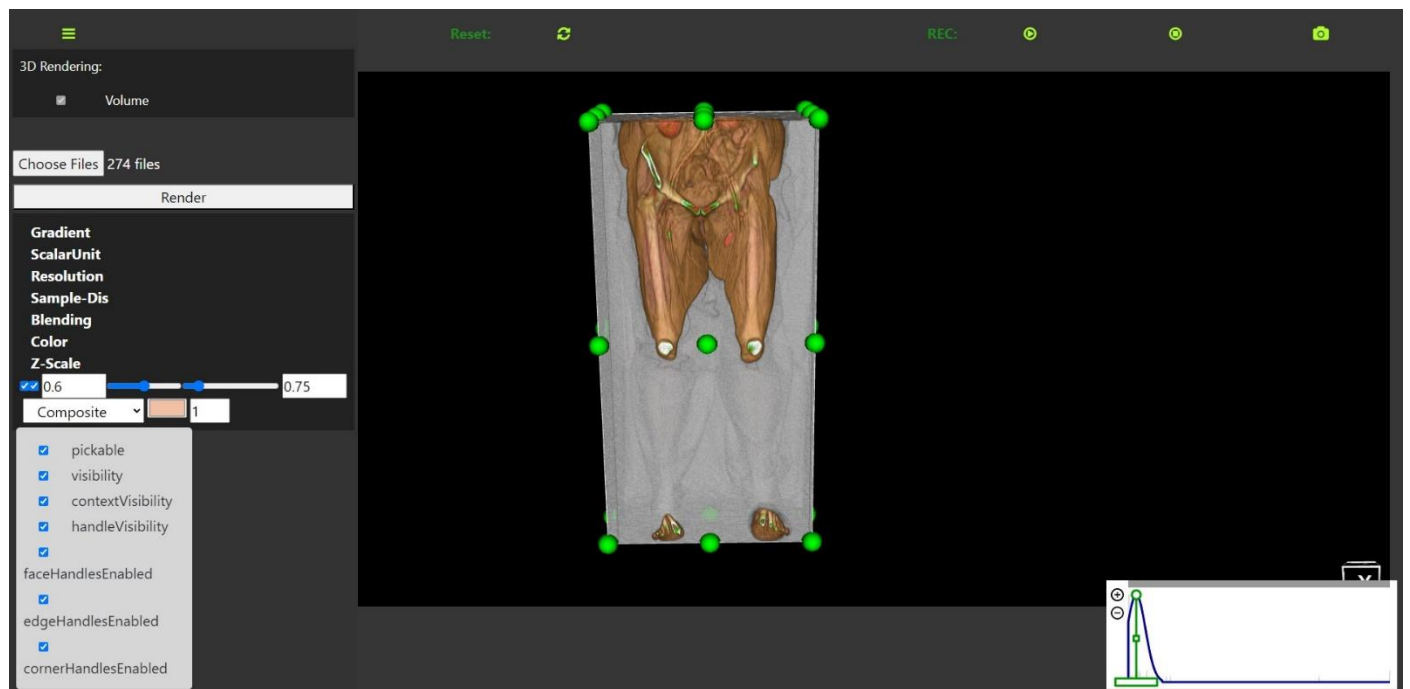 Reset:
REC:
3D Rendering:
Volume
Choose Files 274 files
Render
Gradient
ScalarUnit
Resolution
Sample-Dis
Blending
Color
Z-Scale
0.6 0.75
Composite 1
pickable
visibility
contextVisibility
handleVisibility
faceHandlesEnabled
edgeHandlesEnabled
cornerHandlesEnabled